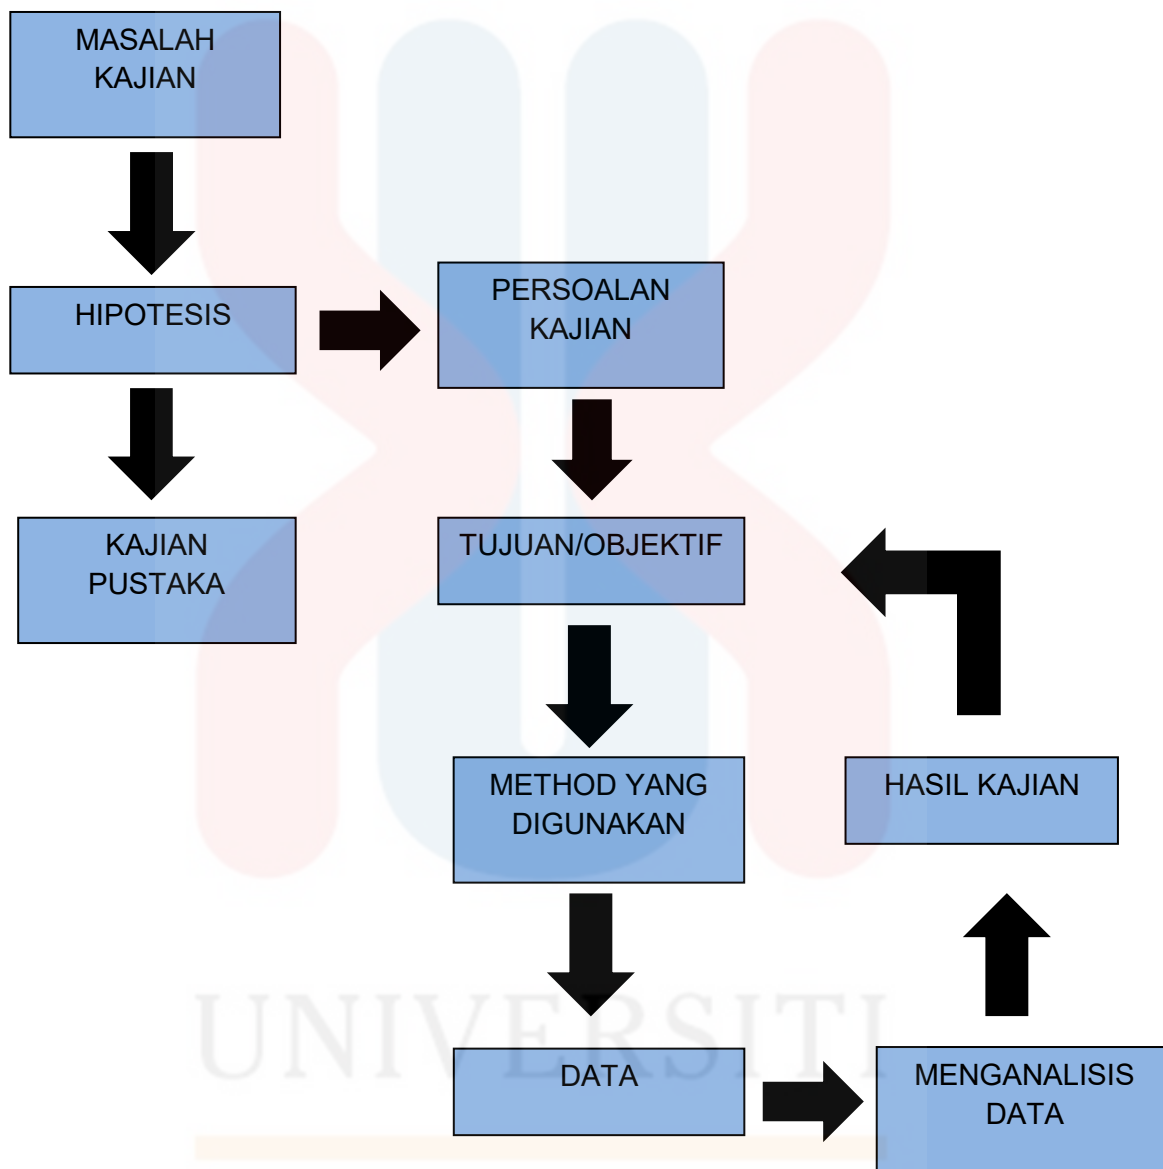 MASALAH
KAJIAN
HIPOTESIS
PERSOALAN
KAJIAN
KAJIAN
PUSTAKA
TUJUAN/OBJEKTIF
METHOD YANG
DIGUNAKAN
HASIL KAJIAN
UNIVERSITI
DATA
MENGANALISIS
DATA